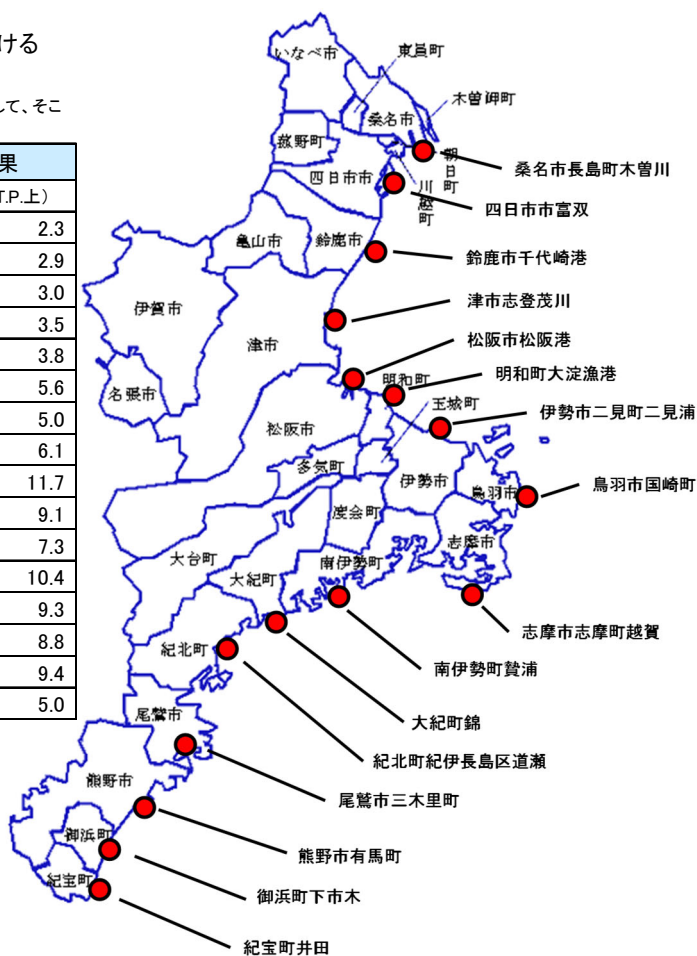 ける
して、そこ
果
T.P.上)
2.3
2.9
3.0
3.5
3.8
5.6
5.0
6.1
11.7
9.1
7.3
10.4
9.3
8.8
9.4
5.0
いなべ市
東員町
木曽岬町
桑名市
菰野町
朝日町
四日市市
川越町
亀山市
鈴鹿市
伊賀市
津市
名張市
明和町
玉城町
松阪市
多気町
伊勢市
鳥羽市
度会町
志摩市
大台町
南伊勢町
大紀町
紀北町
尾鷲市
熊野市
御浜町
紀宝町
桑名市長島町木曽川
四日市市富双
鈴鹿市千代崎港
津市志登茂川
松阪市松阪港
明和町大淀漁港
伊勢市二見町二見浦
鳥羽市国崎町
志摩市志摩町越賀
南伊勢町贄浦
大紀町錦
紀北町紀伊長島区道瀬
尾鷲市三木里町
熊野市有馬町
御浜町下市木
紀宝町井田